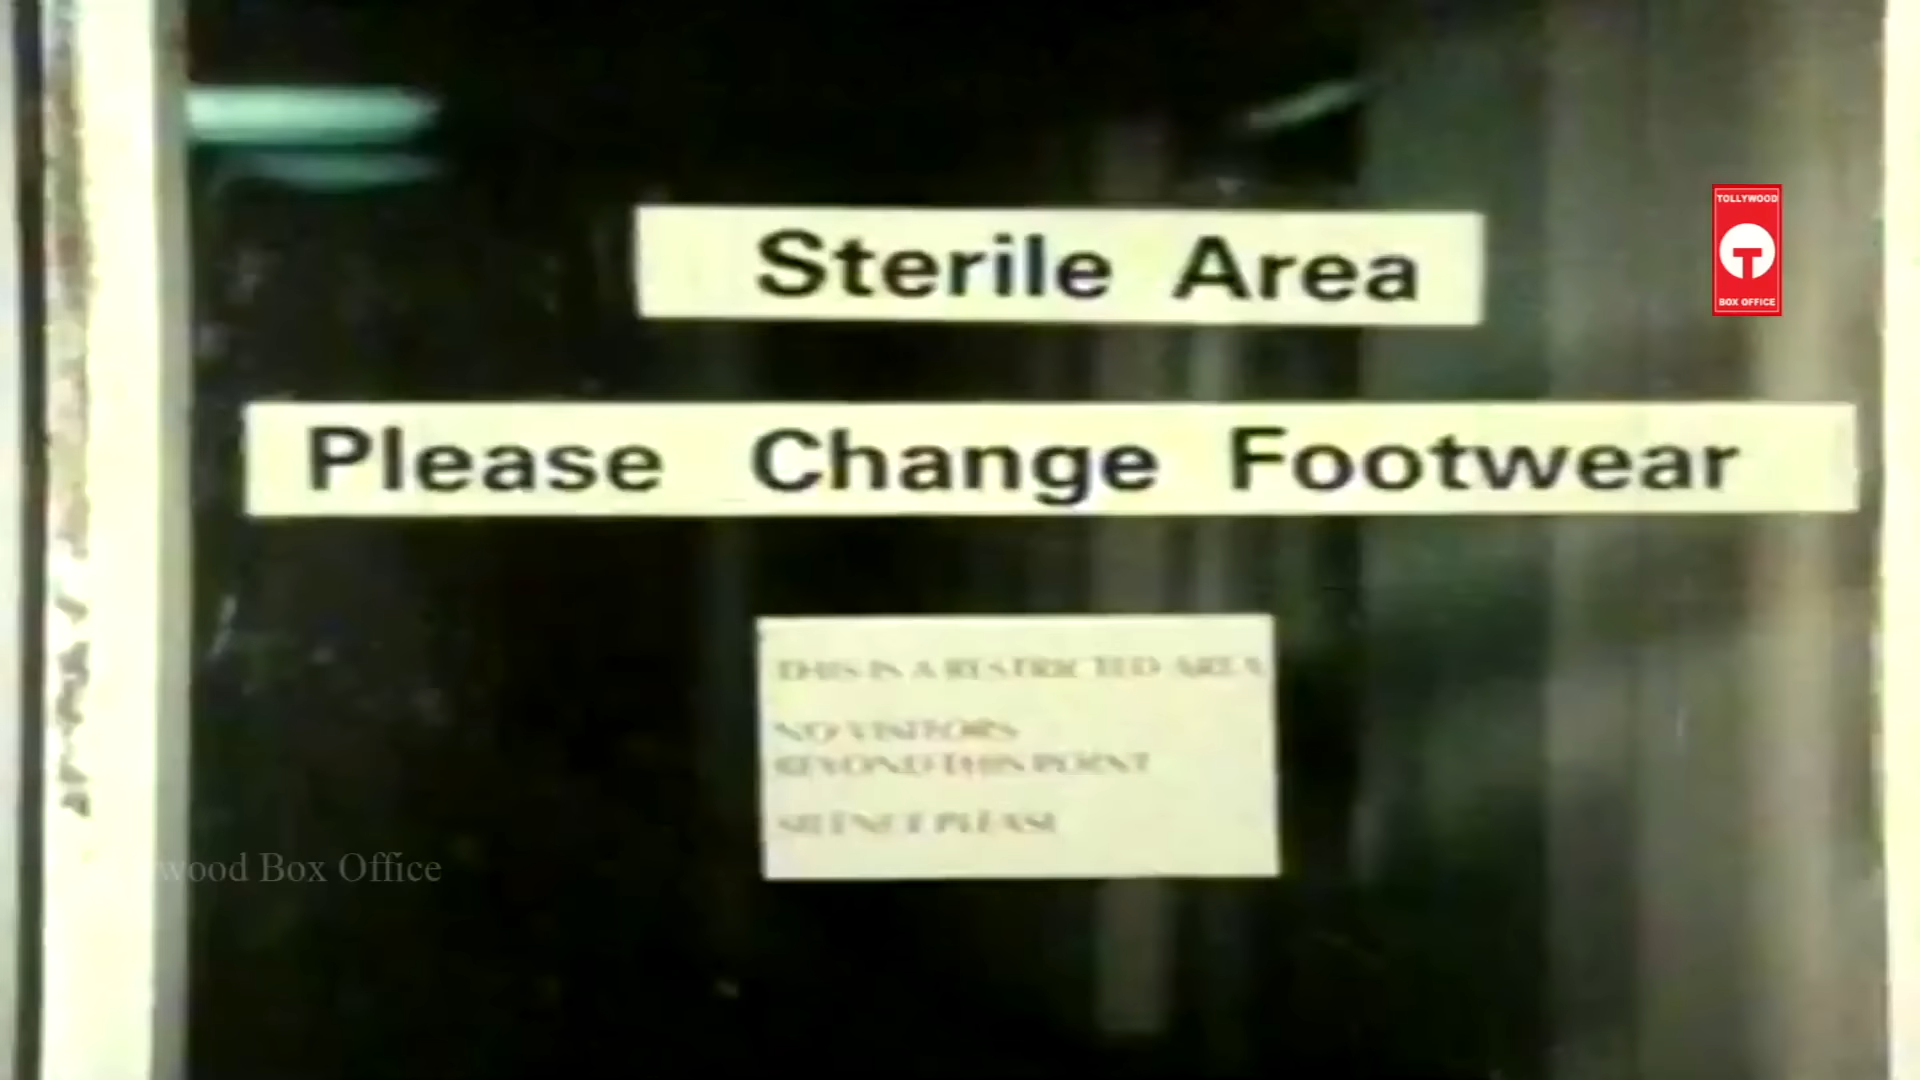 TOLLYWOOD
T
BOX OFFICE
Sterile Area
Please Change Footwear
THIS IS A RESTRICTED AREA
NO VISITORS
BEYOND THIS POINT
SILENCE PLEASE
wood Box Office